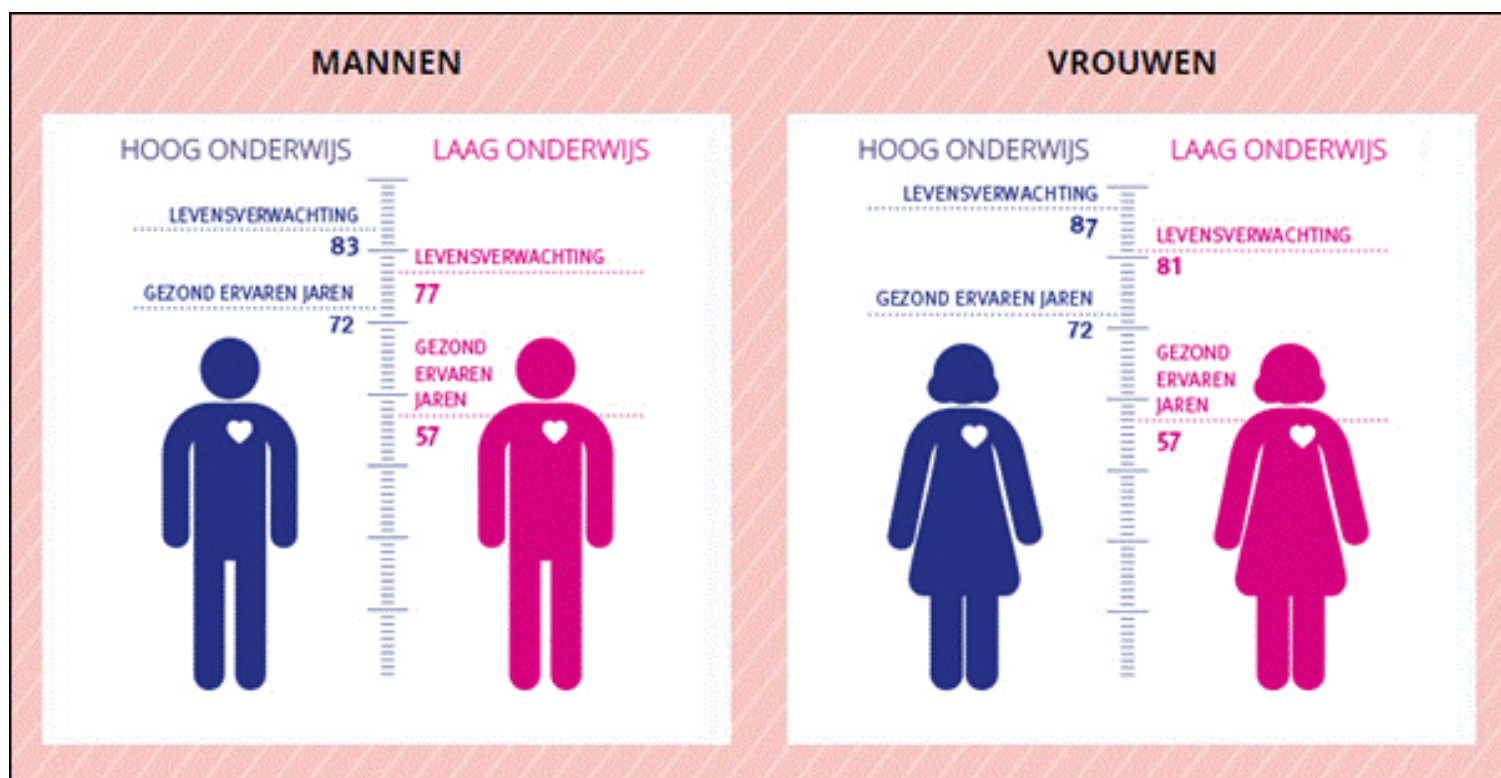 MANNEN
HOOG ONDERWIJS
LAAG ONDERWIJS
LEVENSVERWACHTING
83
LEVENSVERWACHTING
77
GEZOND ERVAREN JAREN
72
GEZOND
ERVAREN
JAREN
57
VROUWEN
HOOG ONDERWIJS
LAAG ONDERWIJS
LEVENSVERWACHTING
87
LEVENSVERWACHTING
81
GEZOND ERVAREN JAREN
72
GEZOND
ERVAREN
JAREN
57